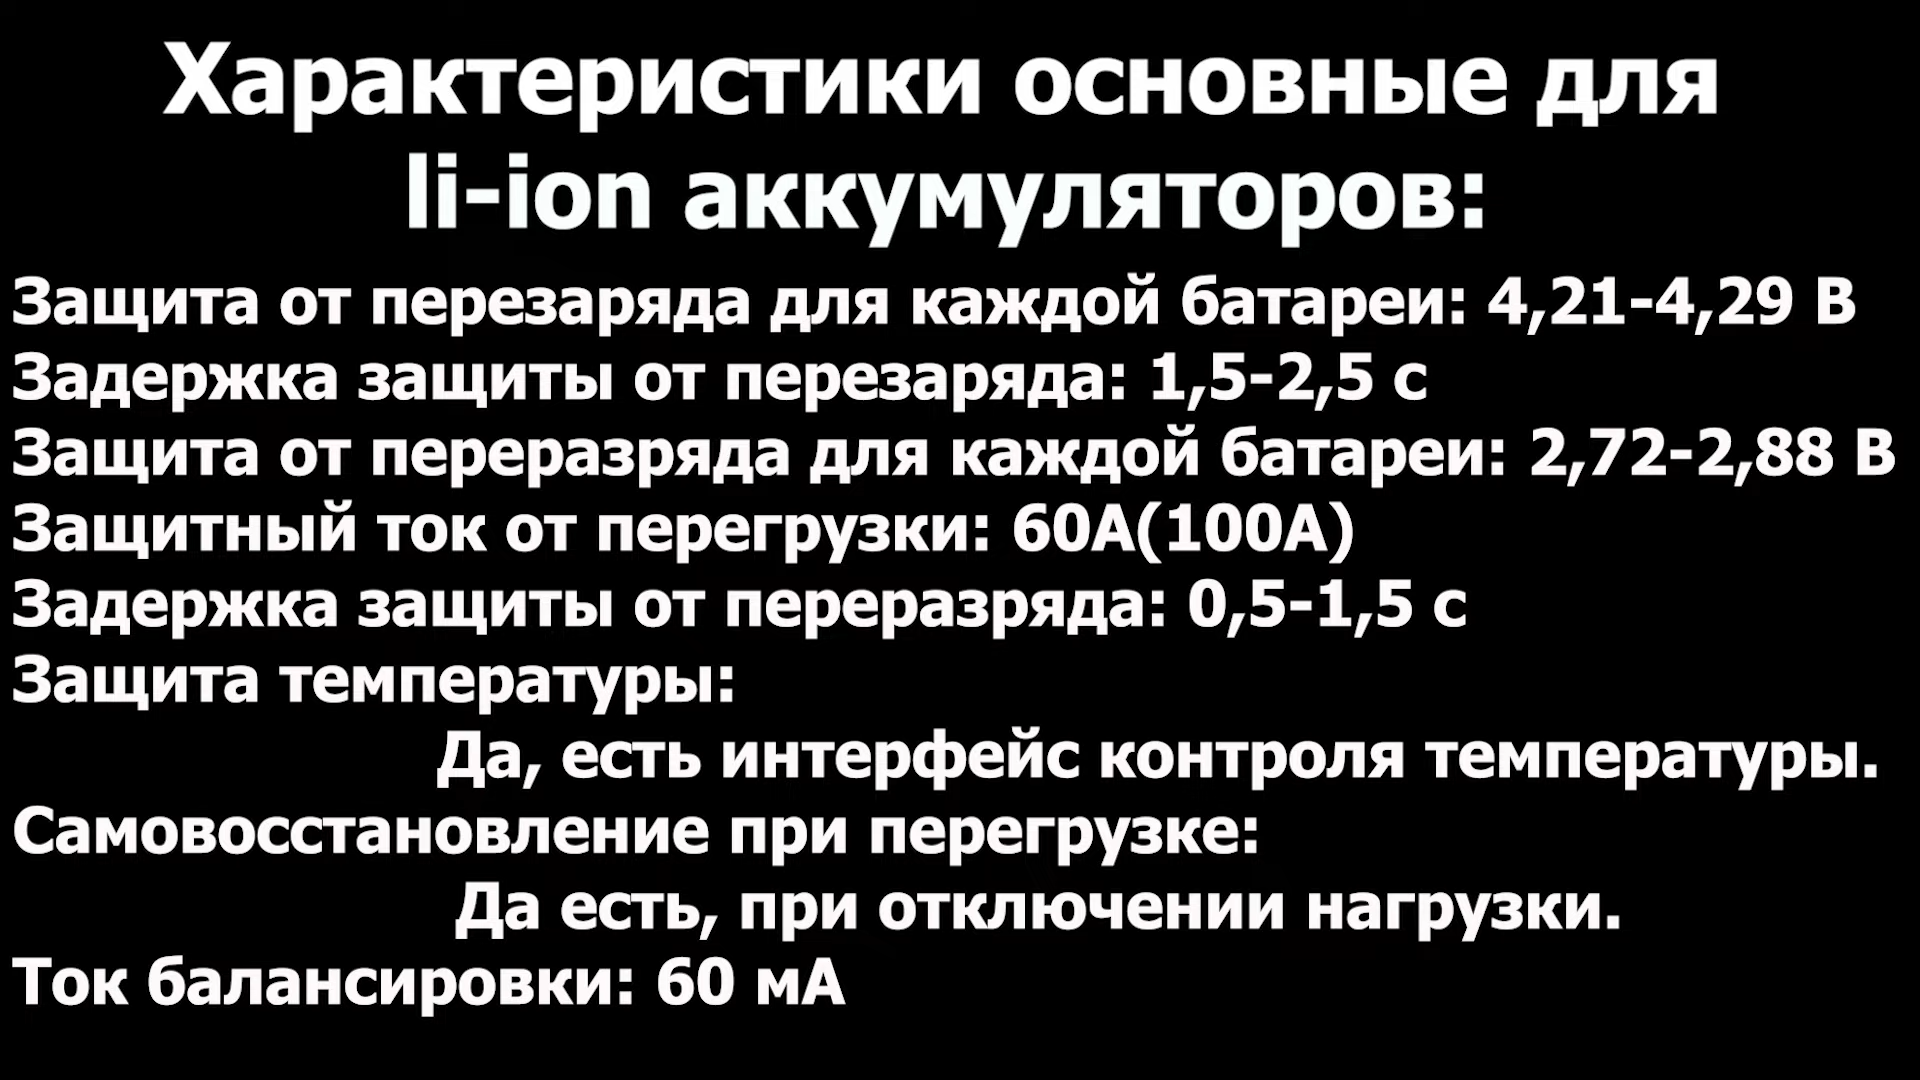 Характеристики основные для
li-ion аккумуляторов:
Защита от перезаряда для каждой батареи: 4,21-4,29 В
Задержка защиты от перезаряда: 1,5-2,5 с
Защита от переразряда для каждой батареи: 2,72-2,88 В
Защитный ток от перегрузки: 60А(100А)
Задержка защиты от переразряда: 0,5-1,5 с
Защита температуры:
Да, есть интерфейс контроля температуры.
Самовосстановление при перегрузке:
Да есть, при отключении нагрузки.
Ток балансировки: 60 мА